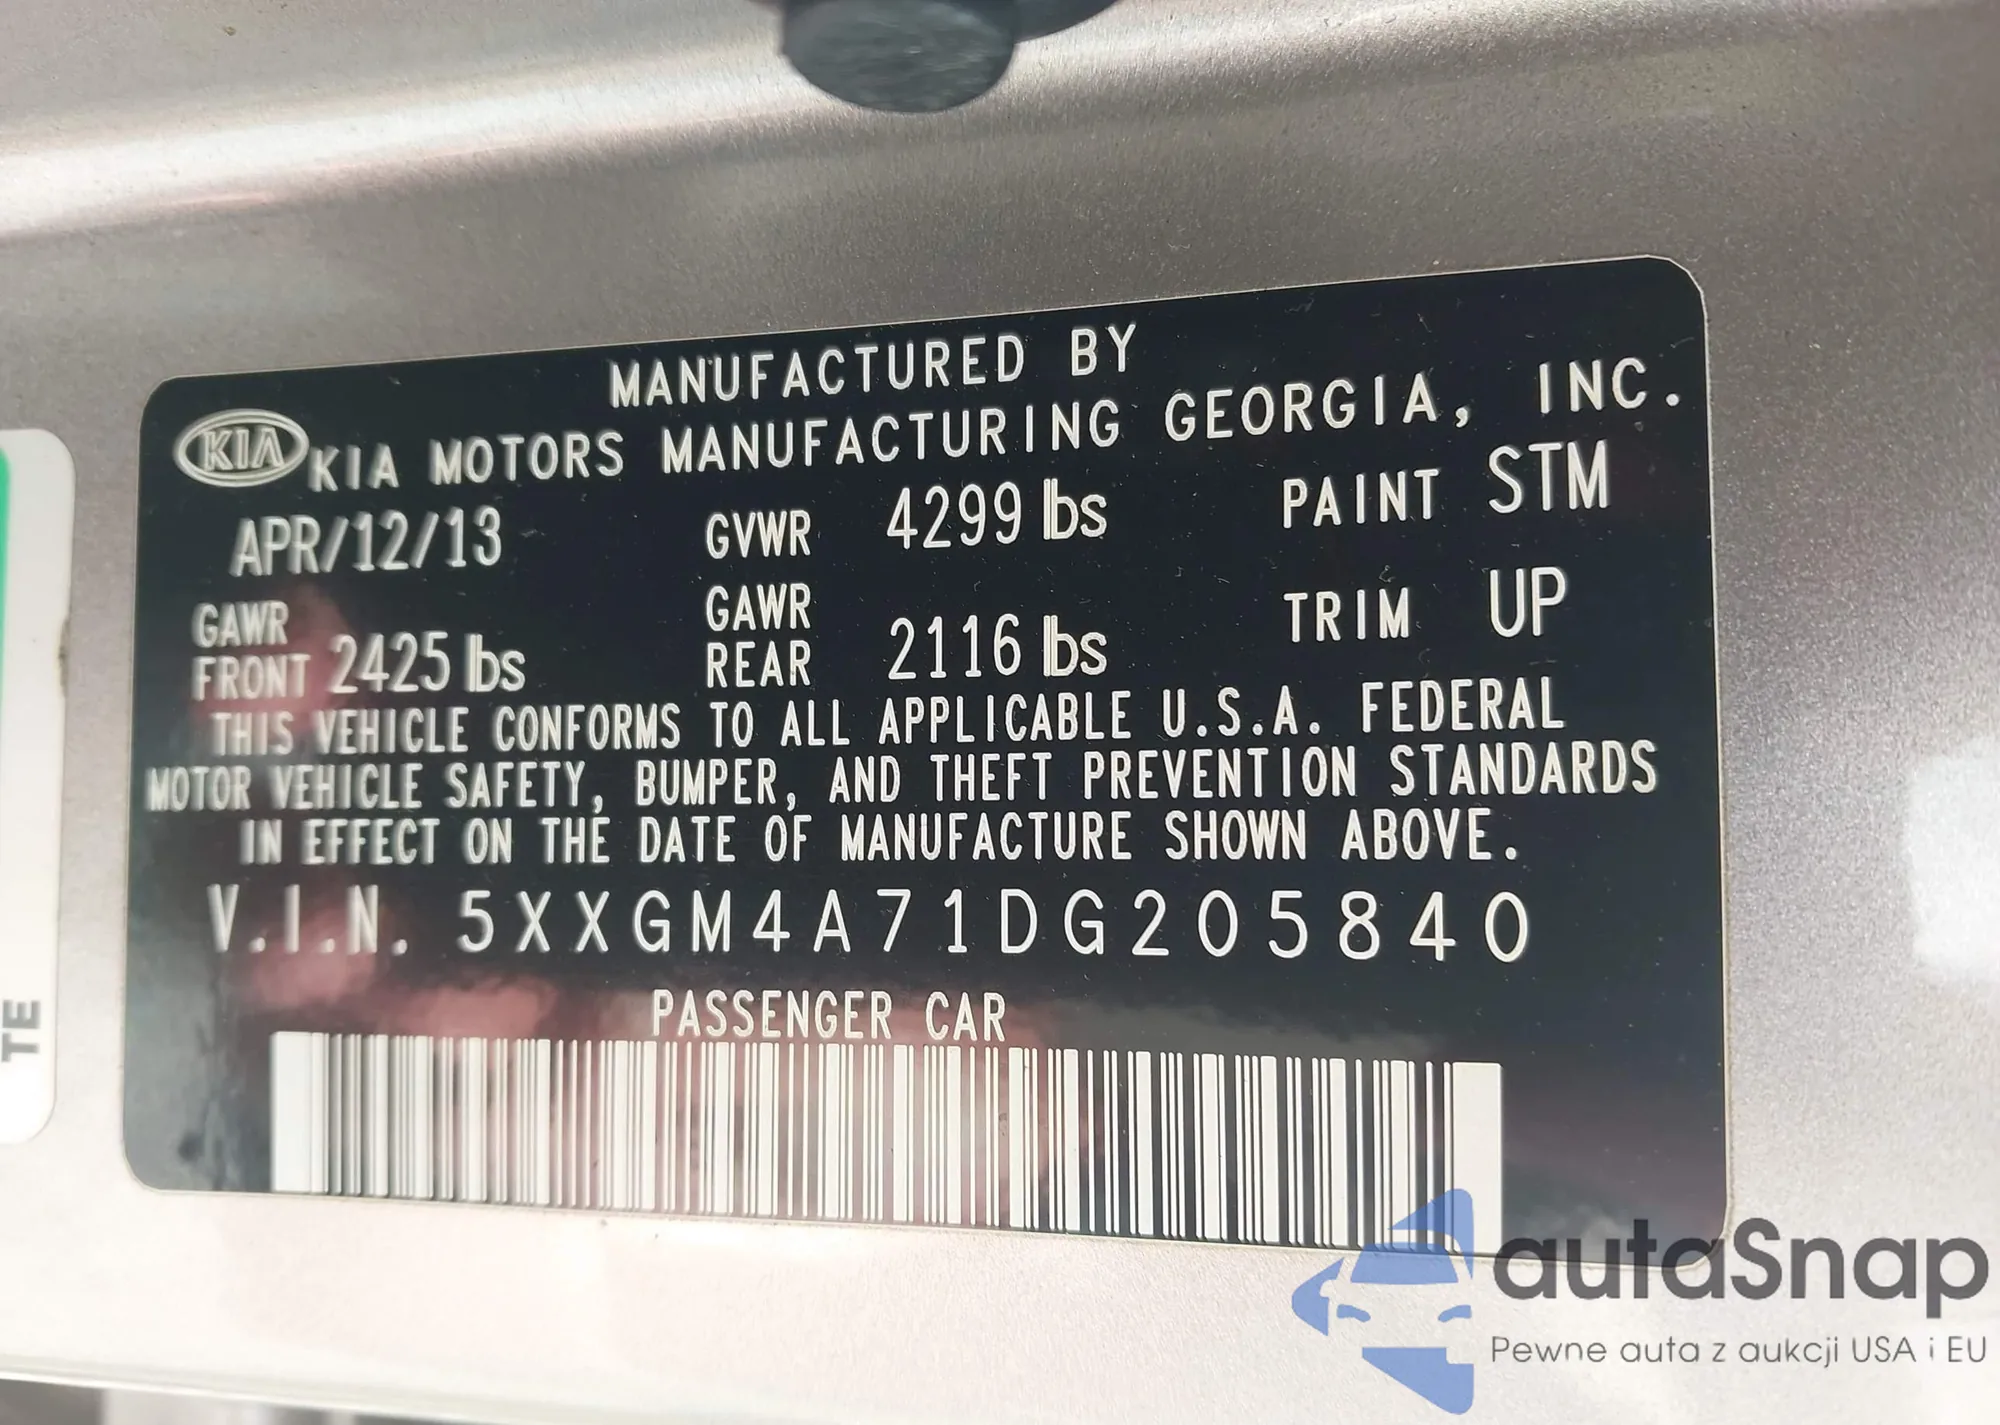 MANUFACTURED BY
KIA KIA MOTORS MANUFACTURING GEORGIA, INC.
APR/12/13 GVWR 4299 lbs PAINT STM
GAWR FRONT 2425 lbs GAWR REAR 2116 lbs TRIM UP
THIS VEHICLE CONFORMS TO ALL APPLICABLE U.S.A. FEDERAL
MOTOR VEHICLE SAFETY, BUMPER, AND THEFT PREVENTION STANDARDS
IN EFFECT ON THE DATE OF MANUFACTURE SHOWN ABOVE.
V.I.N. 5XXGM4A71DG205840
PASSENGER CAR
TE
autaSnap
Pewne auta z aukcji USA i EU